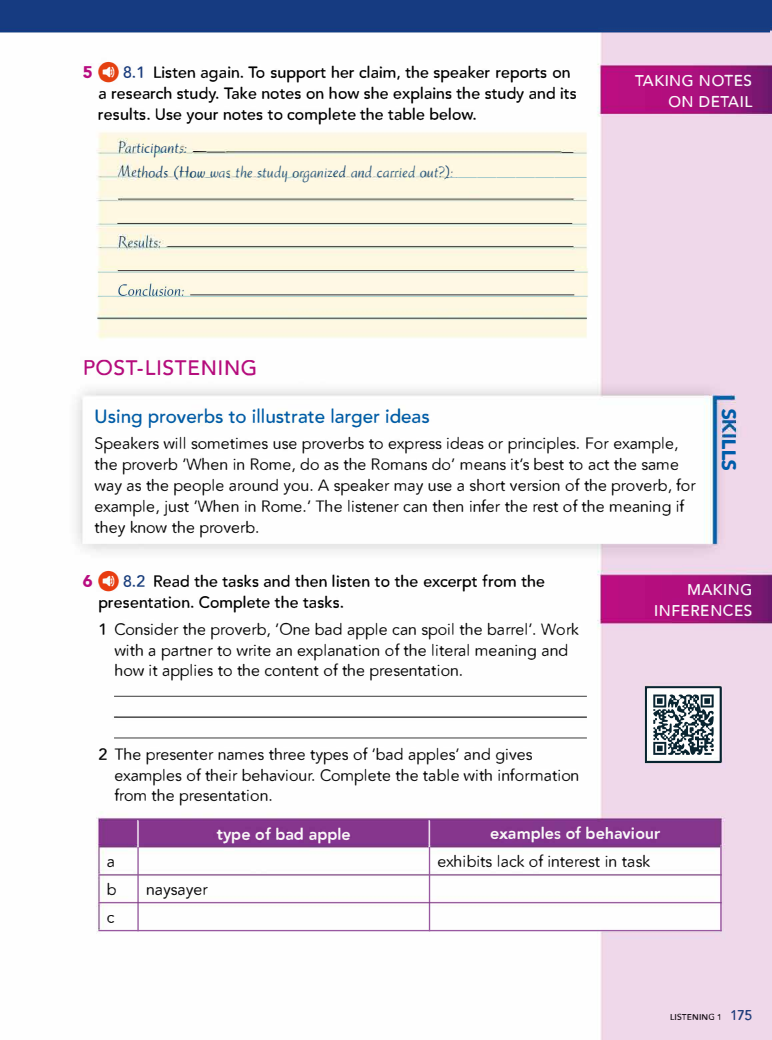 5 8.1 Listen again. To support her claim, the speaker reports on
a research study. Take notes on how she explains the study and its
results. Use your notes to complete the table below.
TAKING NOTES
ON DETAIL
Participants:
Methods (How was the study organized and carried out?):
Results:
Conclusion:
POST-LISTENING
Using proverbs to illustrate larger ideas
Speakers will sometimes use proverbs to express ideas or principles. For example,
the proverb ‘When in Rome, do as the Romans do’ means it’s best to act the same
way as the people around you. A speaker may use a short version of the proverb, for
example, just ‘When in Rome.’ The listener can then infer the rest of the meaning if
they know the proverb.
SKILLS
6 8.2 Read the tasks and then listen to the excerpt from the
presentation. Complete the tasks.
MAKING
INFERENCES
1 Consider the proverb, ‘One bad apple can spoil the barrel’. Work
with a partner to write an explanation of the literal meaning and
how it applies to the content of the presentation.
2 The presenter names three types of ‘bad apples’ and gives
examples of their behaviour. Complete the table with information
from the presentation.
type of bad apple examples of behaviour
a exhibits lack of interest in task
b naysayer
c
LISTENING 1 175